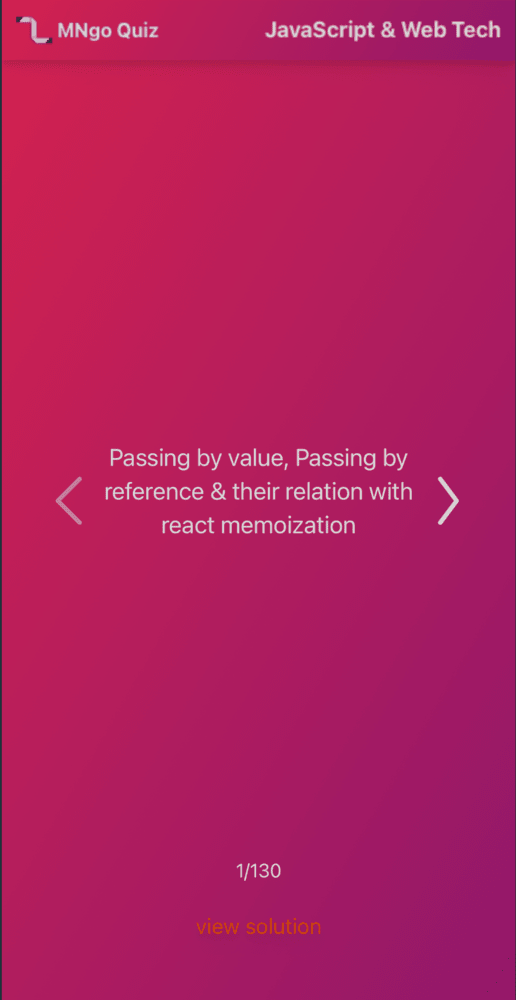 MNgo Quiz
JavaScript & Web Tech
Passing by value, Passing by
reference & their relation with
react memoization
1/130
view solution